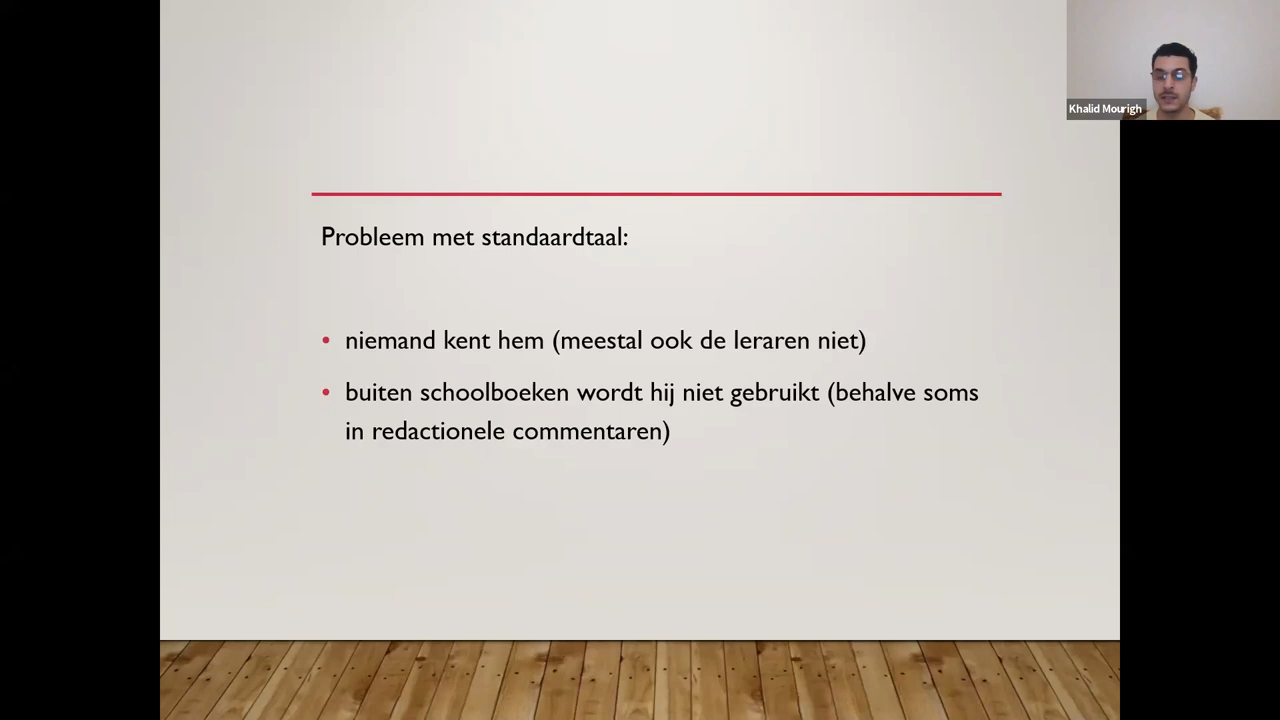 Khalid Mourigh
Probleem met standaardtaal:
• niemand kent hem (meestal ook de leraren niet)
• buiten schoolboeken wordt hij niet gebruikt (behalve soms
in redactionele commentaren)